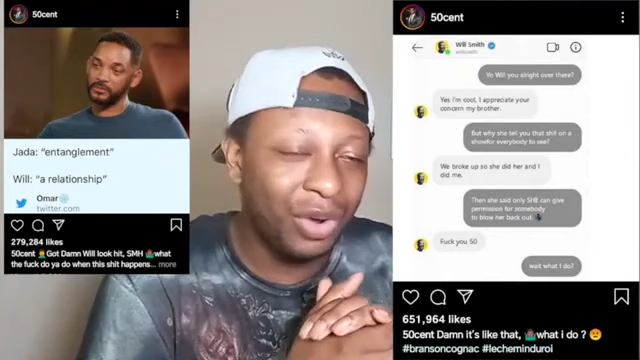 50cent
Jada: “entanglement”
Will: “a relationship”
Omar
twitter.com
279,284 likes
50cent Got Damn Will look hit, SMH what
the fuck do ya do when this shit happens... more
50cent
Will Smith
Yo Will you alright over there?
Yes i'm cool, I appreciate your
concern my brother.
But why she tell you that shit on a
showfor everybody to see?
We broke up so she did her and I
did me.
Then she said only SHE can give
permission for somebody
to blow her back out.
Fuck you 50
wait what I do?
651,964 likes
50cent Damn it's like that, what i do ?
#bransoncognac #lecheminduroi